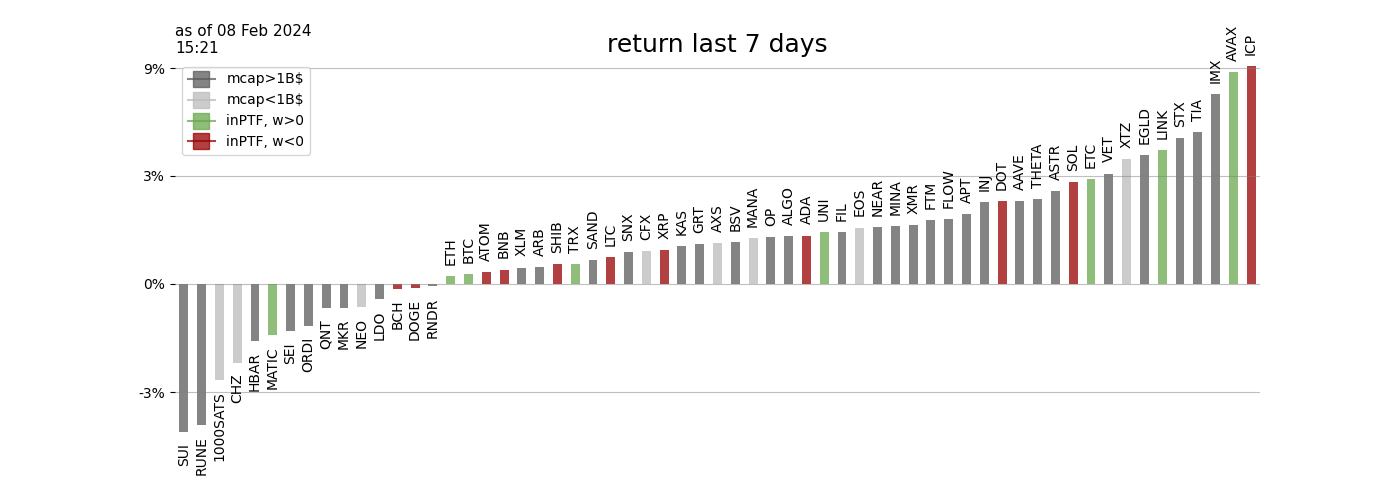 as of 08 Feb 2024
15:21
return last 7 days
mcap>1B$
mcap<1B$
inPTF, w>0
inPTF, w<0
9%
3%
0%
-3%
SUI
RUNE
1000SATS
CHZ
HBAR
MATIC
SEI
ORDI
QNT
MKR
NEO
LDO
BCH
DOGE
RNDR
ETH
BTC
ATOM
BNB
XLM
ARB
SHIB
TRX
SAND
LTC
SNX
CFX
XRP
KAS
GRT
AXS
BSV
MANA
OP
ALGO
ADA
UNI
FIL
EOS
NEAR
MINA
XMR
FTM
FLOW
APT
INJ
DOT
AAVE
THETA
ASTR
SOL
ETC
VET
XTZ
EGLD
LINK
STX
TIA
IMX
AVAX
ICP